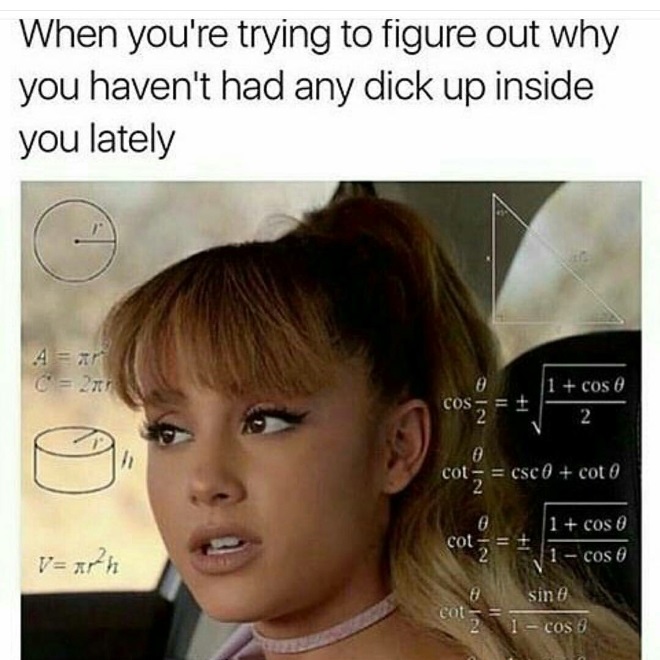 When you're trying to figure out why
you haven't had any dick up inside
you lately
r
A = πr
C = 2πr
r
h
V= πr²h
45°
cos θ/2 = ± √(1 + cos θ / 2)
cot θ/2 = csc θ + cot θ
cot θ/2 = ± √(1 + cos θ / 1 − cos θ)
cot θ/2 = sin θ / 1 − cos θ